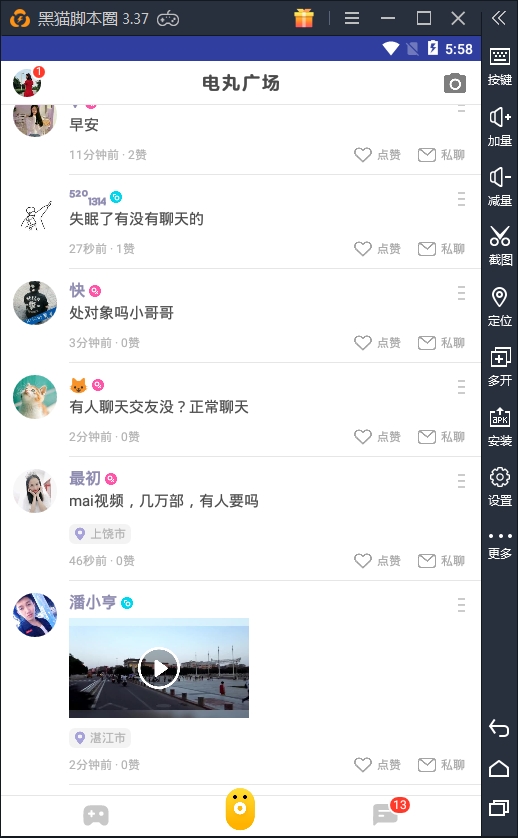 黑猫脚本圈 3.37
5:58
1
电丸广场
早安
11分钟前 · 2赞
点赞
私聊
520
1314
失眠了有没有聊天的
27秒前 · 1赞
点赞
私聊
快
处对象吗小哥哥
3分钟前 · 0赞
点赞
私聊
有人聊天交友没？正常聊天
2分钟前 · 0赞
点赞
私聊
最初
mai视频，几万部，有人要吗
上饶市
46秒前 · 0赞
点赞
私聊
潘小亨
湛江市
2分钟前 · 0赞
点赞
私聊
13
按键
加量
减量
截图
定位
多开
APK
安装
设置
更多